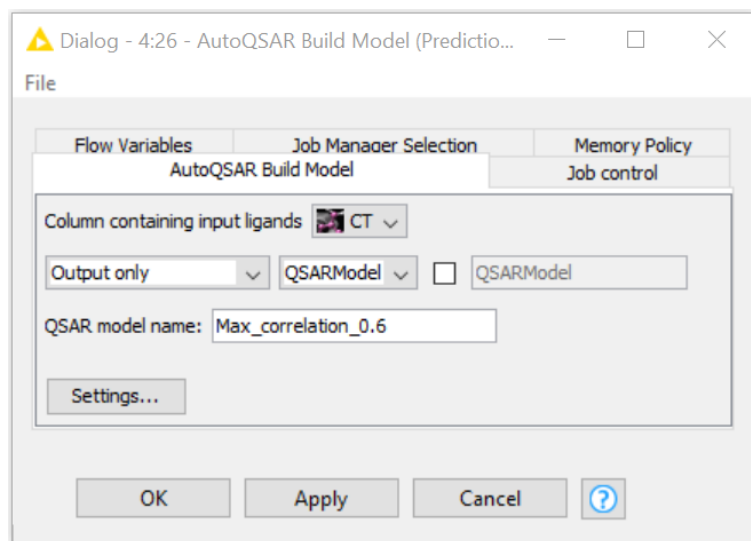 Dialog - 4:26 - AutoQSAR Build Model (Predictio...
File
Flow Variables Job Manager Selection Memory Policy
AutoQSAR Build Model Job control
Column containing input ligands CT
Output only QSARModel QSARModel
QSAR model name: Max_correlation_0.6
Settings...
OK Apply Cancel ?